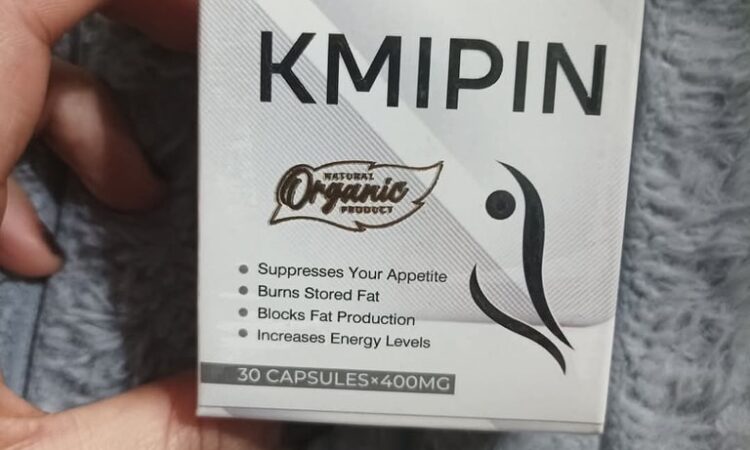 KMIPIN
NATURAL
Organic
PRODUCT
Suppresses Your Appetite
Burns Stored Fat
Blocks Fat Production
Increases Energy Levels
30 CAPSULES×400MG